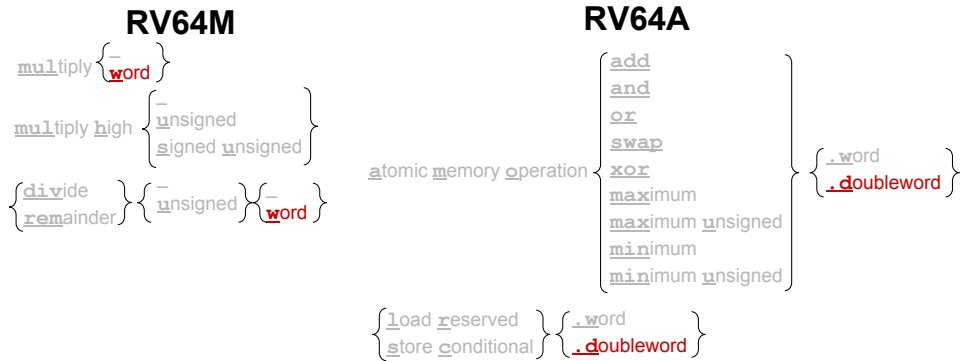 RV64M
multiply { _
word }
multiply high { _
unsigned
signed unsigned }
{ divide
remainder } { _
unsigned } { _
word }
RV64A
atomic memory operation { add
and
or
swap
xor
maximum
maximum unsigned
minimum
minimum unsigned } { .word
.doubleword }
{ load reserved
store conditional } { .word
.doubleword }